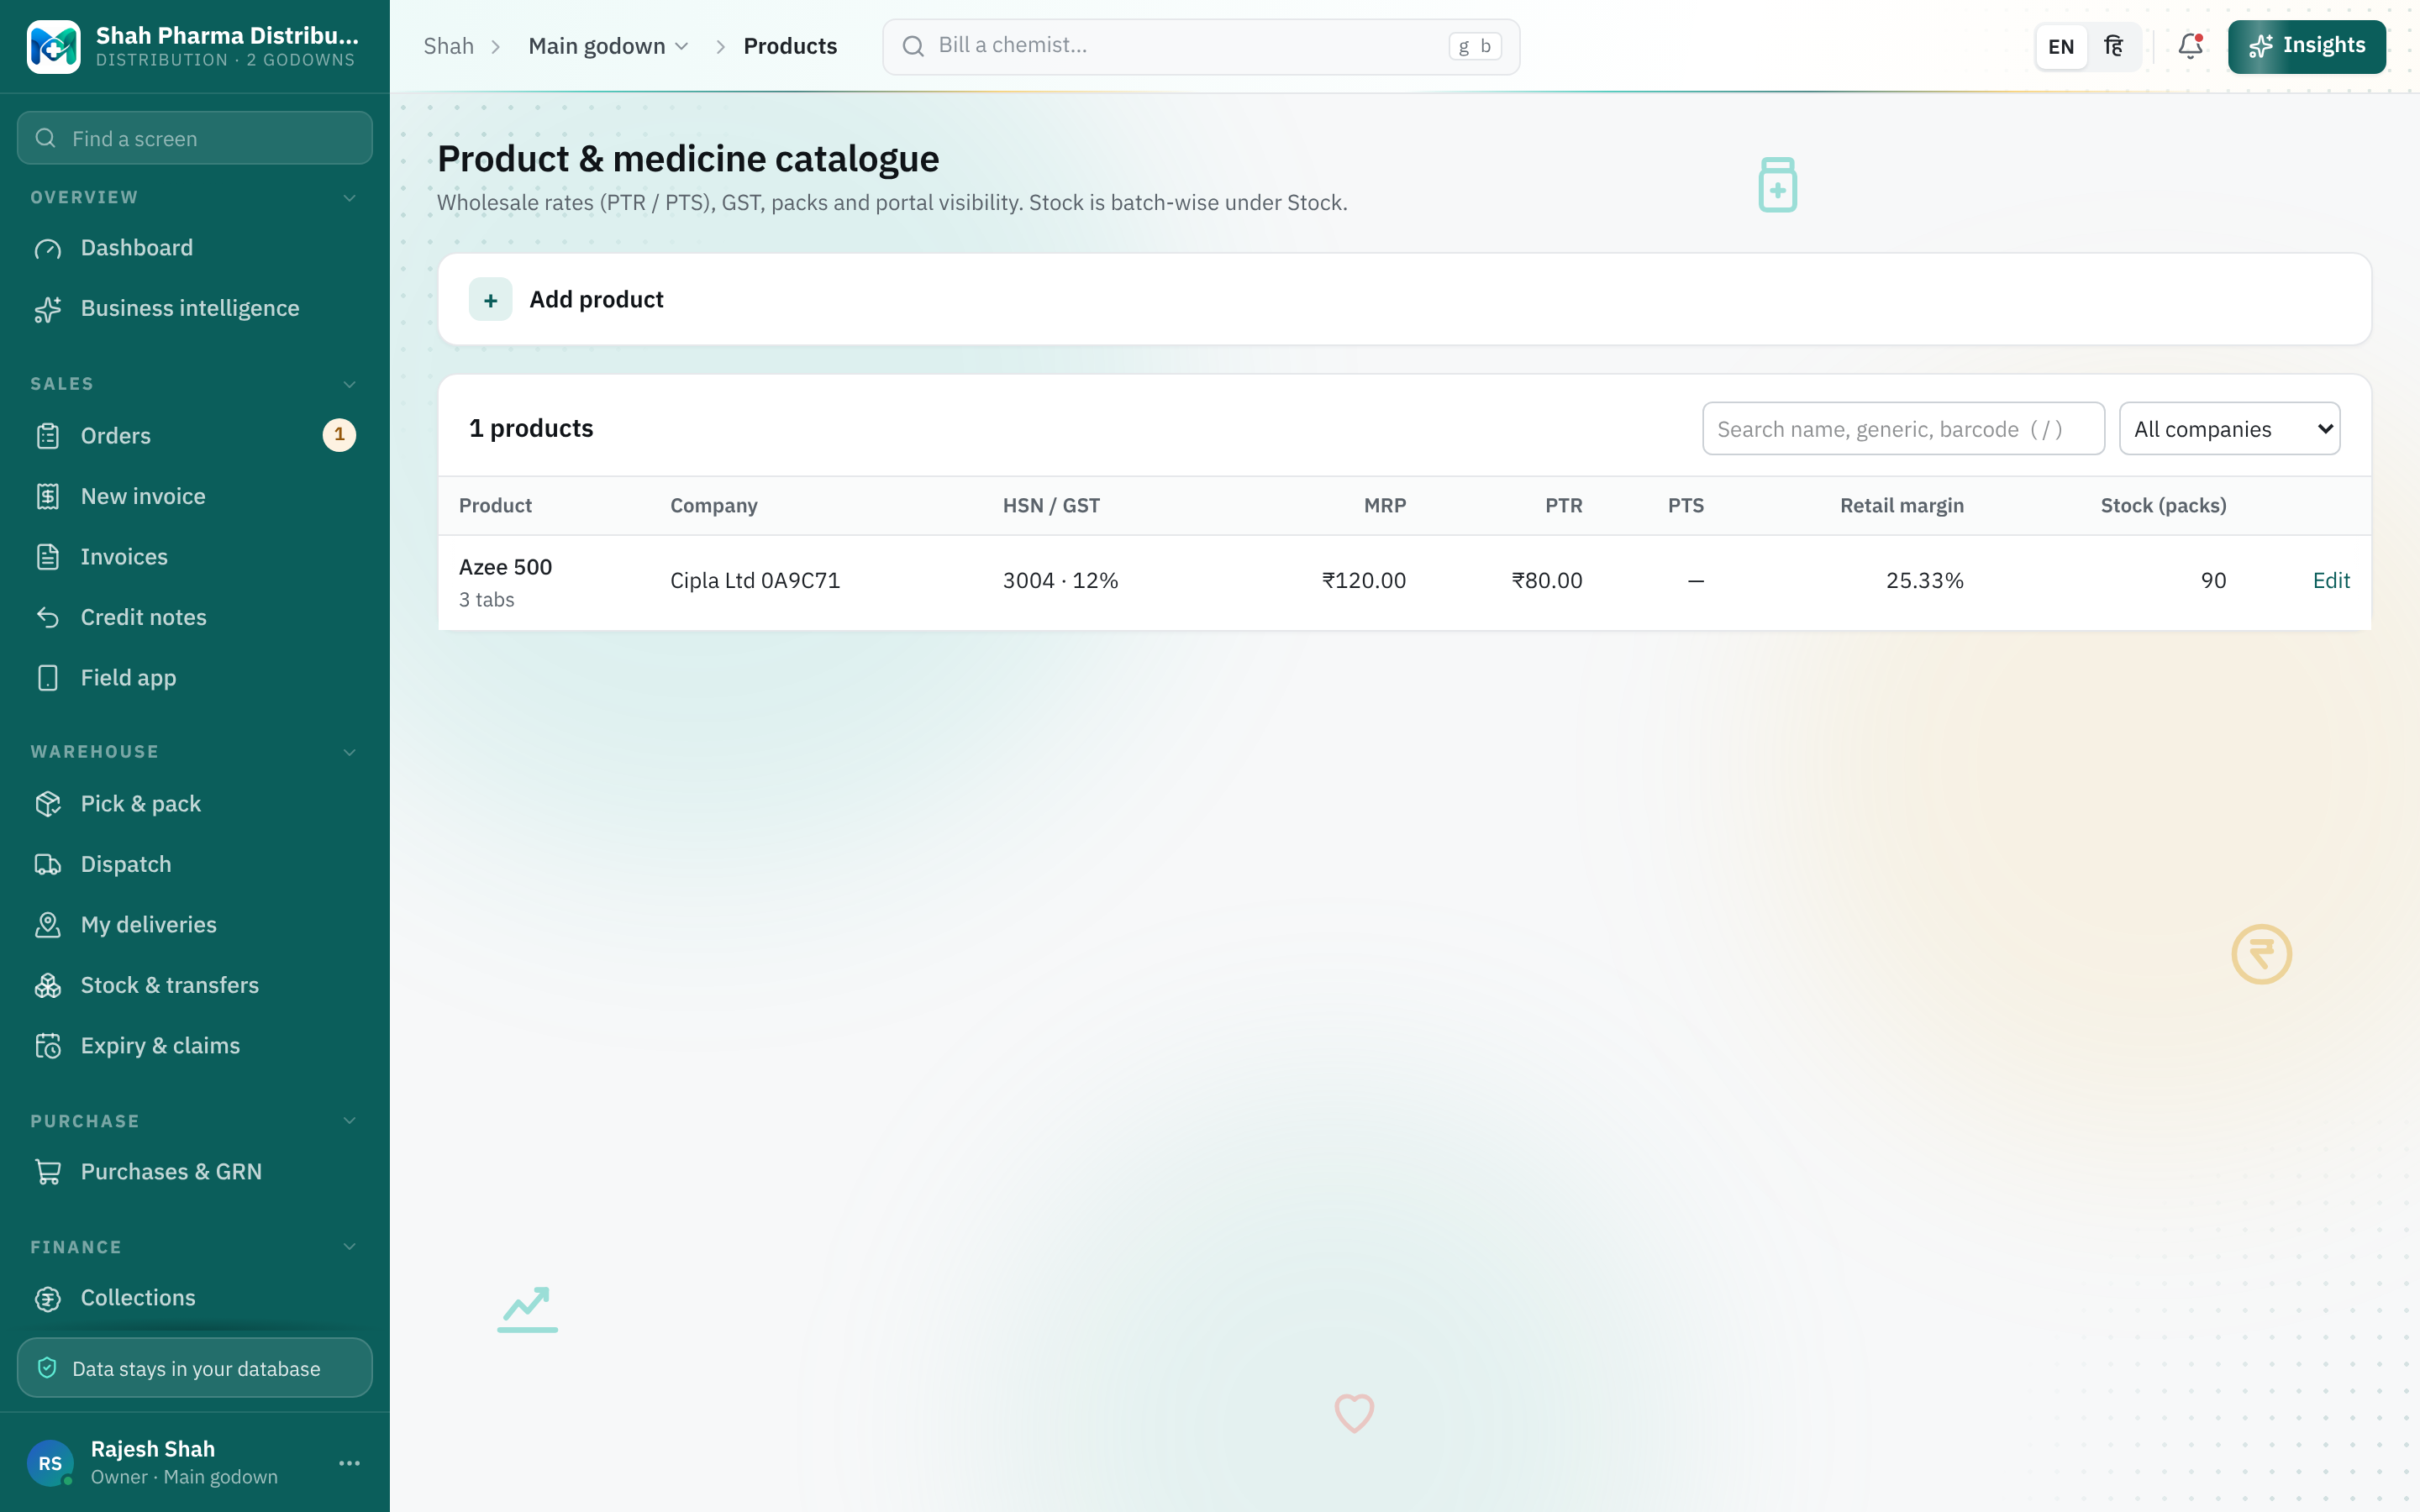 Shah Pharma Distribu...
DISTRIBUTION · 2 GODOWNS
Find a screen
OVERVIEW
Dashboard
Business intelligence
SALES
Orders 1
New invoice
Invoices
Credit notes
Field app
WAREHOUSE
Pick & pack
Dispatch
My deliveries
Stock & transfers
Expiry & claims
PURCHASE
Purchases & GRN
FINANCE
Collections
Data stays in your database
RS
Rajesh Shah
Owner · Main godown
Shah > Main godown > Products
Bill a chemist... g b
EN हि
Insights
Product & medicine catalogue
Wholesale rates (PTR / PTS), GST, packs and portal visibility. Stock is batch-wise under Stock.
+ Add product
1 products
Search name, generic, barcode ( / )
All companies
Product Company HSN / GST MRP PTR PTS Retail margin Stock (packs)
Azee 500 Cipla Ltd 0A9C71 3004 · 12% ₹120.00 ₹80.00 — 25.33% 90 Edit
3 tabs